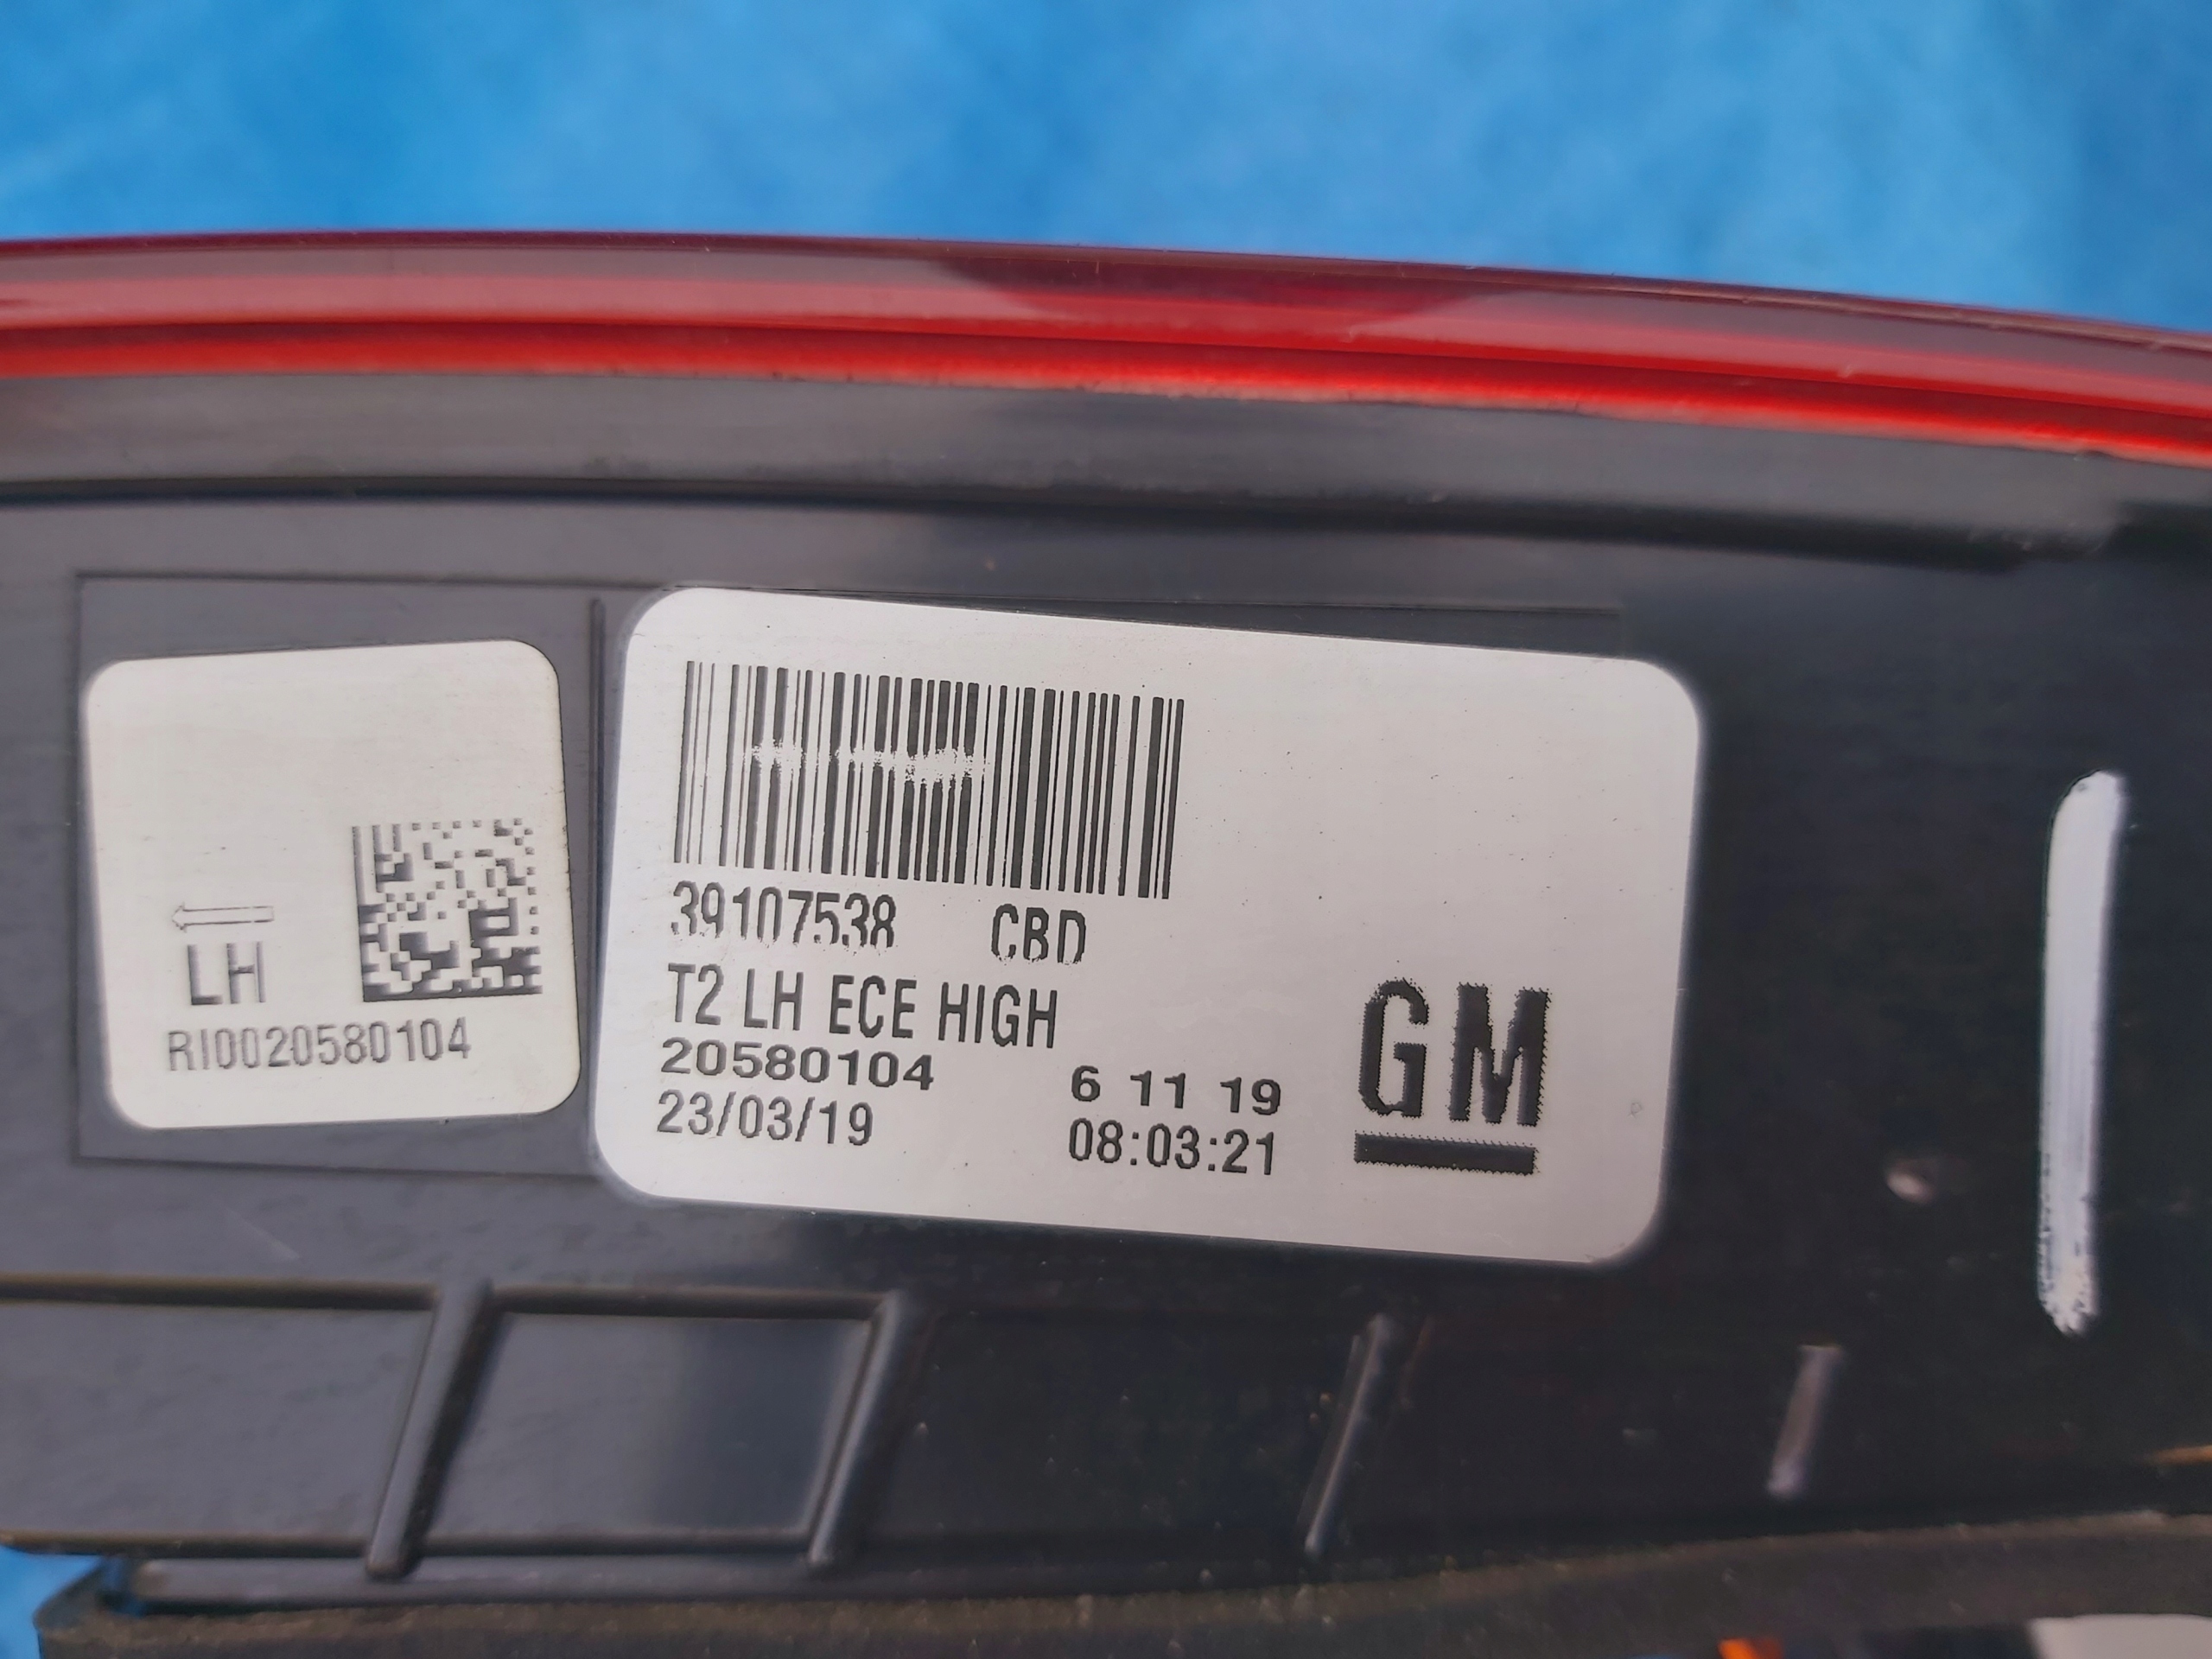 LH
RI0020580104
39107538 CBD
T2 LH ECE HIGH
20580104 6 11 19
23/03/19 08:03:21
GM